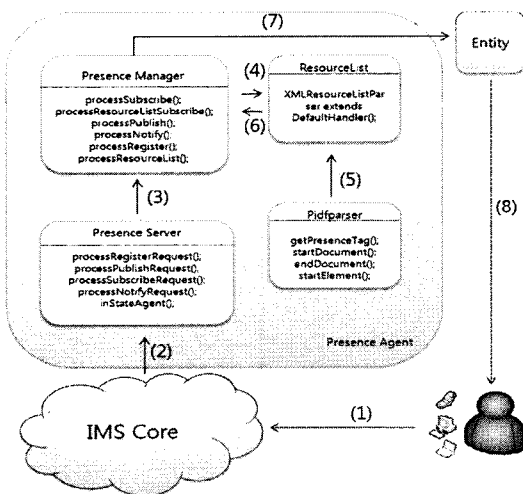 (7)
Entity
Presence Manager
processSubscribe();
processResourceListSubscribe();
processPublish();
processNotify();
processRegister();
processResourceList();
(4)
(6)
ResourceList
XMLResourceListPar
ser extends
DefaultHandler();
(3)
(5)
(8)
Presence Server
processRegisterRequest();
processPublishRequest();
processSubscribeRequest();
processNotifyRequest();
inStateAgent();
Pidfparser
getPresenceTag();
startDocument();
endDocument();
startElement();
(2)
Presence Agent
IMS Core
(1)